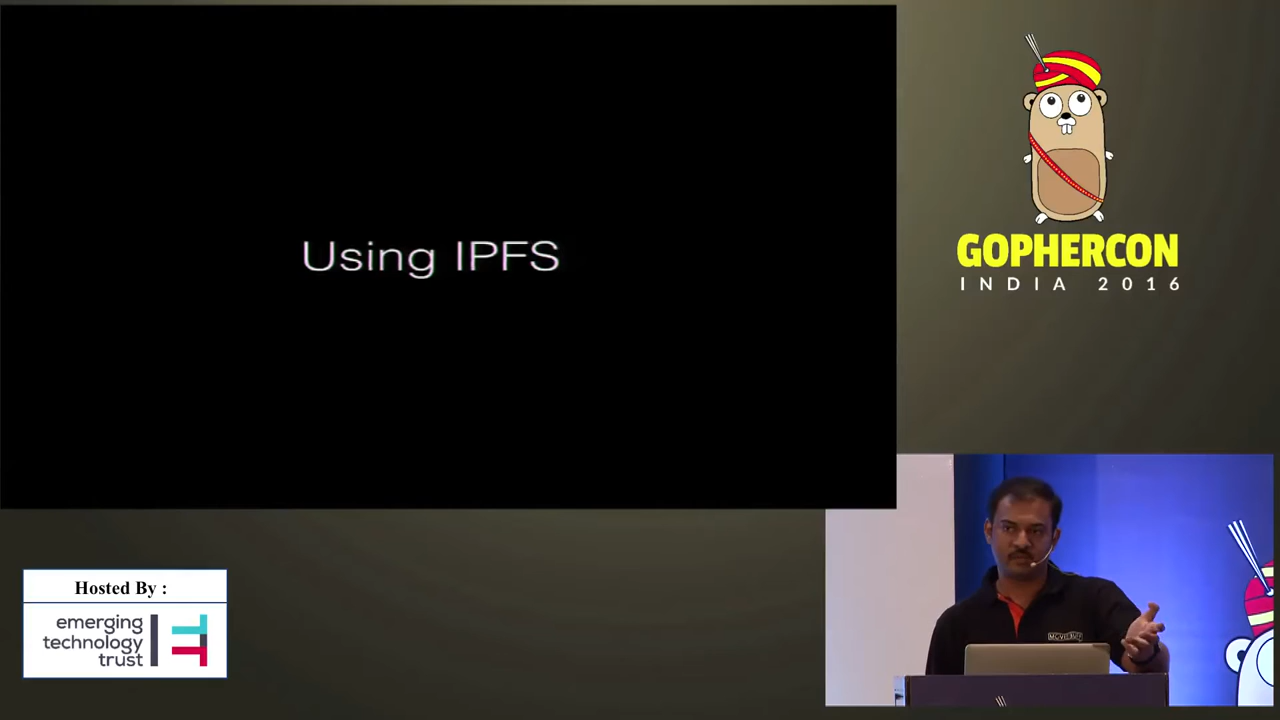 Using IPFS
GOPHERCON
INDIA 2016
Hosted By :
emerging
technology
trust